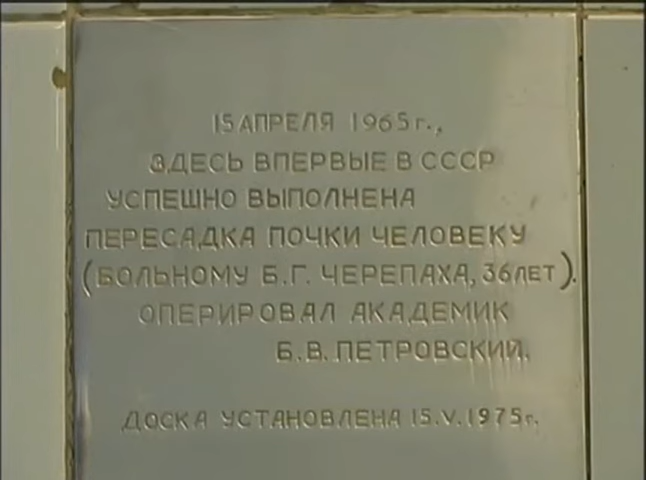 15 АПРЕЛЯ 1965 г.,
ЗДЕСЬ ВПЕРВЫЕ В СССР
УСПЕШНО ВЫПОЛНЕНА
ПЕРЕСАДКА ПОЧКИ ЧЕЛОВЕКУ
(БОЛЬНОМУ Б.Г. ЧЕРЕПАХА, 36 ЛЕТ).
ОПЕРИРОВАЛ АКАДЕМИК
Б.В. ПЕТРОВСКИЙ.
ДОСКА УСТАНОВЛЕНА 15.V.1975г.